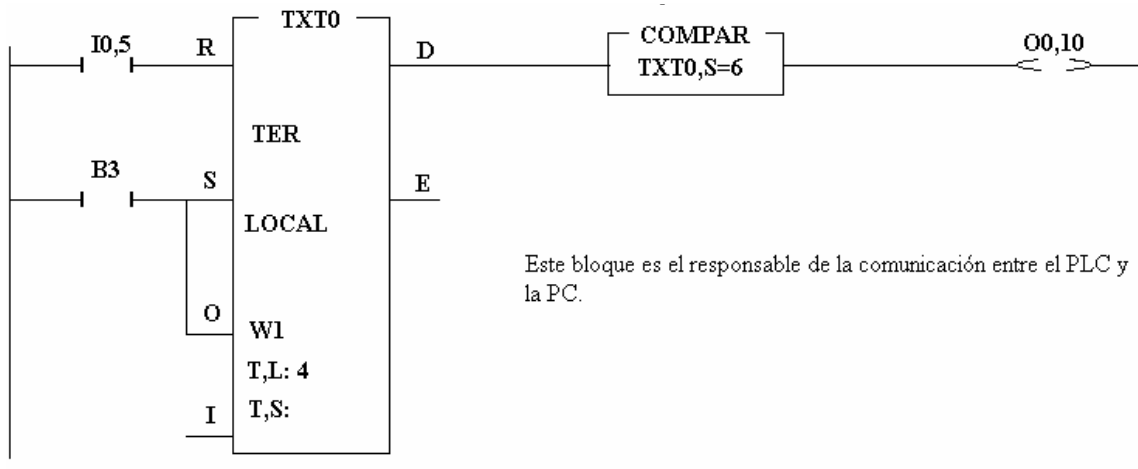 TXT0
I0,5 R D COMPAR O0,10
TXT0,S=6
TER
B3 S E
LOCAL
Este bloque es el responsable de la comunicación entre el PLC y
la PC.
O W1
T,L: 4
T,S:
I